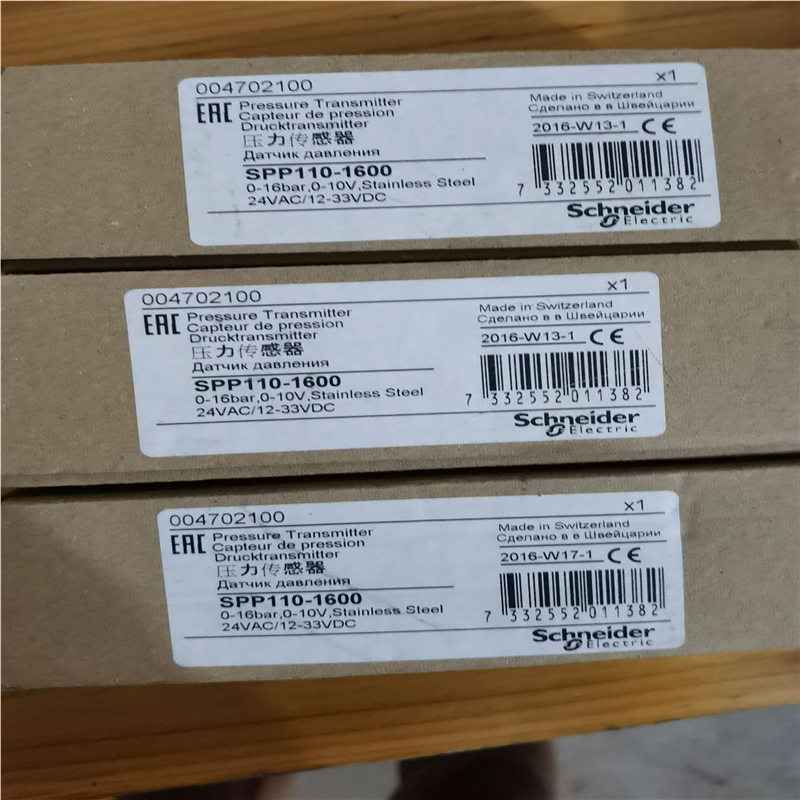 004702100 x1
EAC Pressure Transmitter Made in Switzerland
Capteur de pression Сделано в в Швейцарии
Drucktransmitter 2016-W13-1 CE
压力传感器
Датчик давления
SPP110-1600
0-16bar,0-10V,Stainless Steel 7 332552 011382
24VAC/12-33VDC
Schneider
Electric
004702100 x1
EAC Pressure Transmitter Made in Switzerland
Capteur de pression Сделано в в Швейцарии
Drucktransmitter 2016-W13-1 CE
压力传感器
Датчик давления
SPP110-1600
0-16bar,0-10V,Stainless Steel 7 332552 011382
24VAC/12-33VDC
Schneider
Electric
004702100 x1
EAC Pressure Transmitter Made in Switzerland
Capteur de pression Сделано в в Швейцарии
Drucktransmitter 2016-W17-1 CE
压力传感器
Датчик давления
SPP110-1600
0-16bar,0-10V,Stainless Steel 7 332552 011382
24VAC/12-33VDC
Schneider
Electric